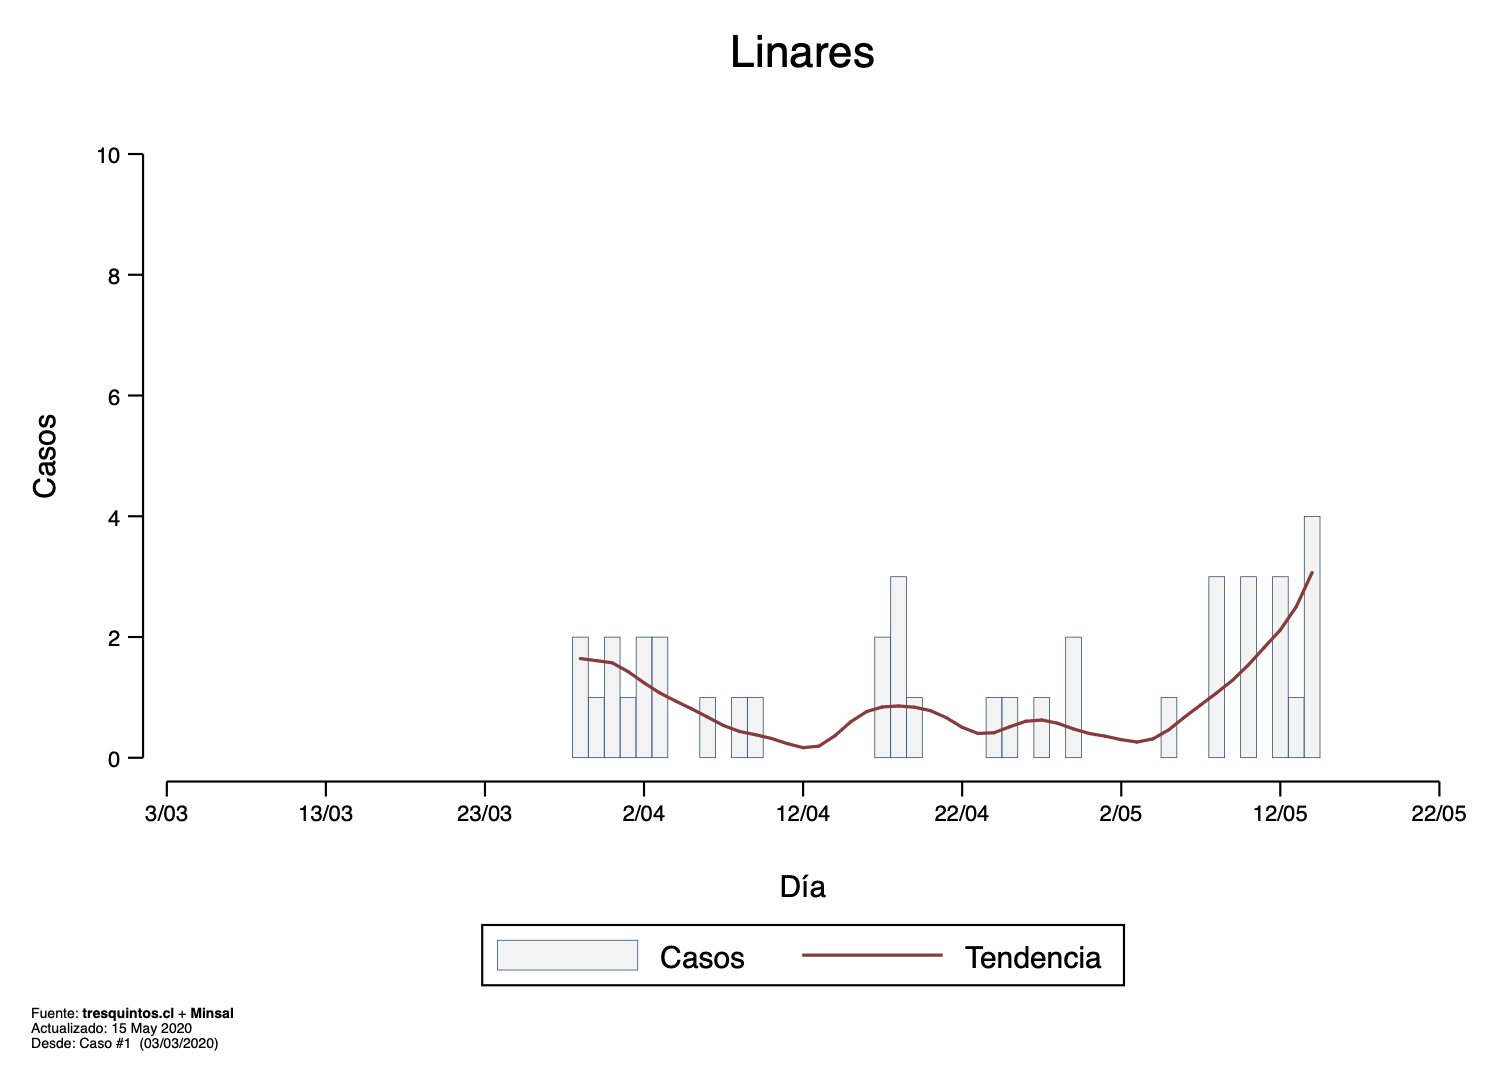 Linares
10
8
6
4
2
0
Casos
3/03 13/03 23/03 2/04 12/04 22/04 2/05 12/05 22/05
Día
Casos Tendencia
Fuente: tresquintos.cl + Minsal
Actualizado: 15 May 2020
Desde: Caso #1 (03/03/2020)